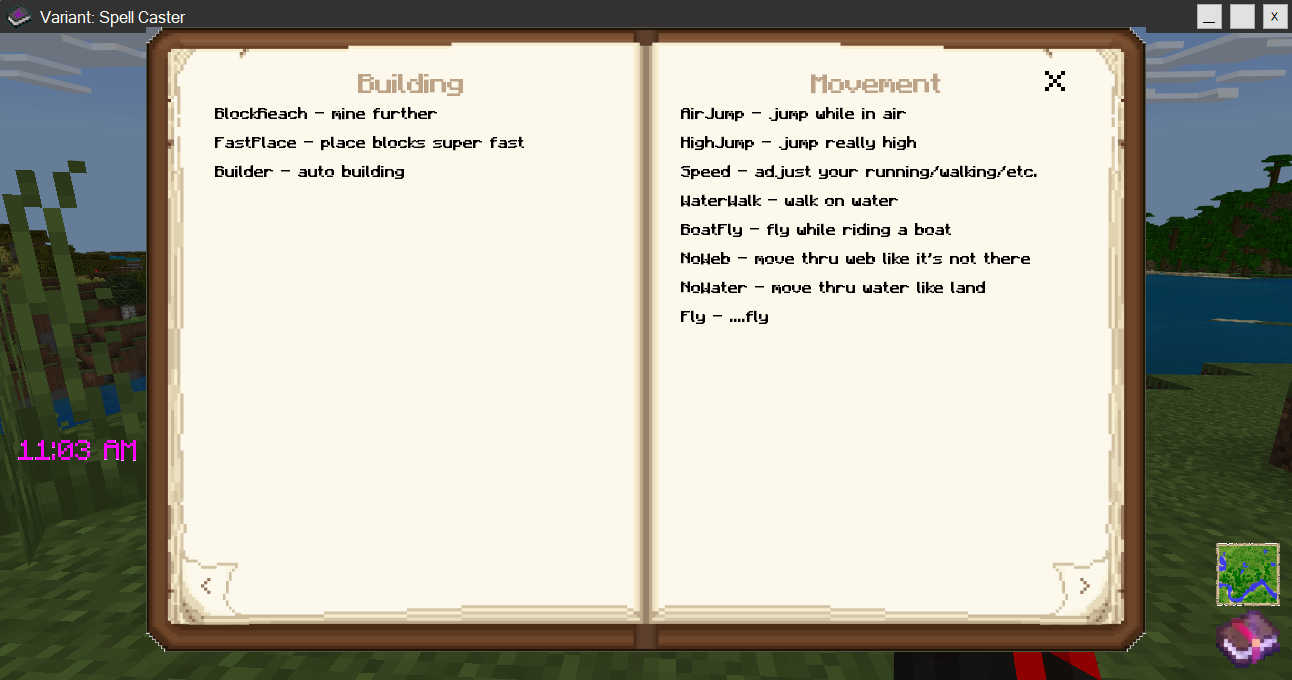 Variant: Spell Caster
Building
BlockReach - mine further
FastPlace - place blocks super fast
Builder - auto building
Movement
AirJump - jump while in air
HighJump - jump really high
Speed - adjust your running/walking/etc.
WaterWalk - walk on water
BoatFly - fly while riding a boat
NoWeb - move thru web like it's not there
NoWater - move thru water like land
Fly - ....fly
11:03 AM